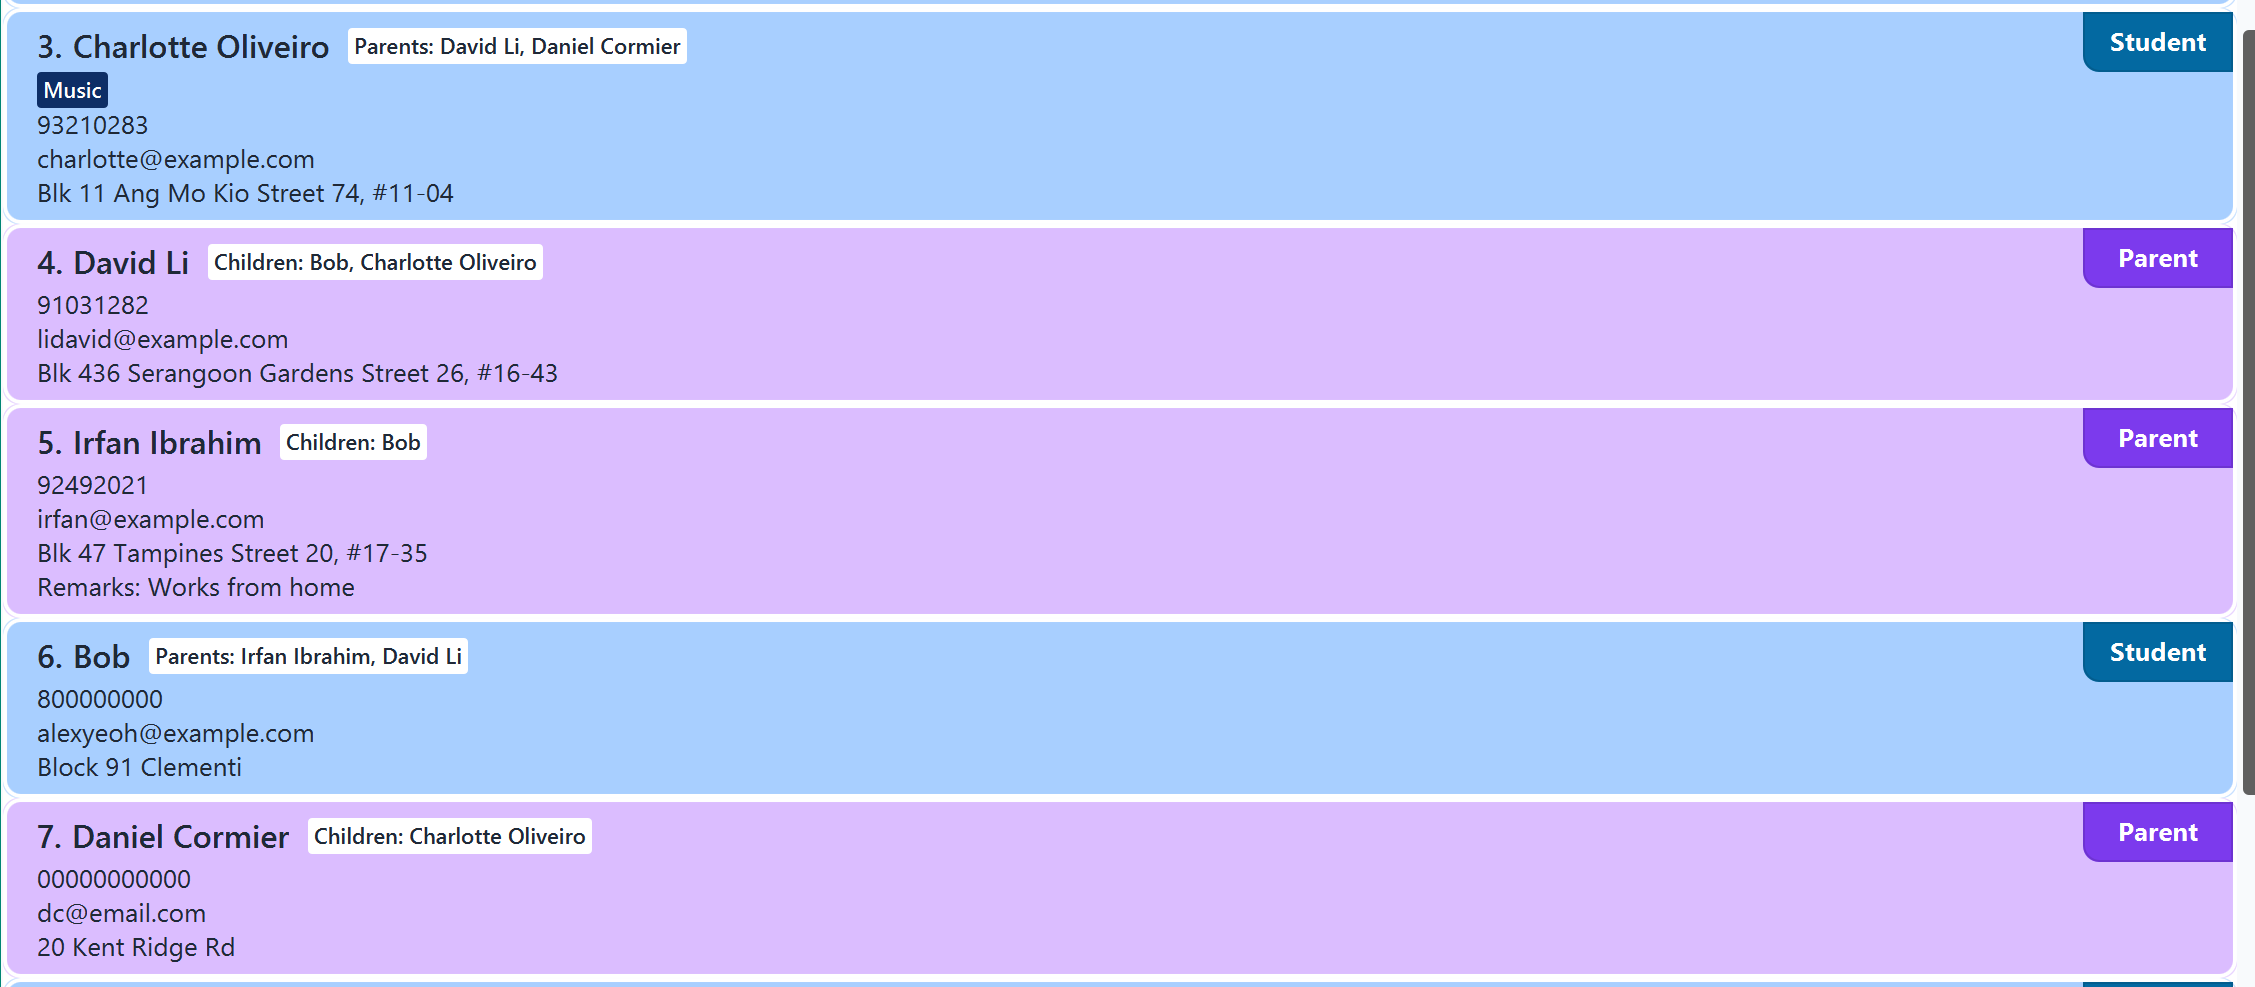 3. Charlotte Oliveiro Parents: David Li, Daniel Cormier Student
Music
93210283
charlotte@example.com
Blk 11 Ang Mo Kio Street 74, #11-04
4. David Li Children: Bob, Charlotte Oliveiro Parent
91031282
lidavid@example.com
Blk 436 Serangoon Gardens Street 26, #16-43
5. Irfan Ibrahim Children: Bob Parent
92492021
irfan@example.com
Blk 47 Tampines Street 20, #17-35
Remarks: Works from home
6. Bob Parents: Irfan Ibrahim, David Li Student
800000000
alexyeoh@example.com
Block 91 Clementi
7. Daniel Cormier Children: Charlotte Oliveiro Parent
00000000000
dc@email.com
20 Kent Ridge Rd